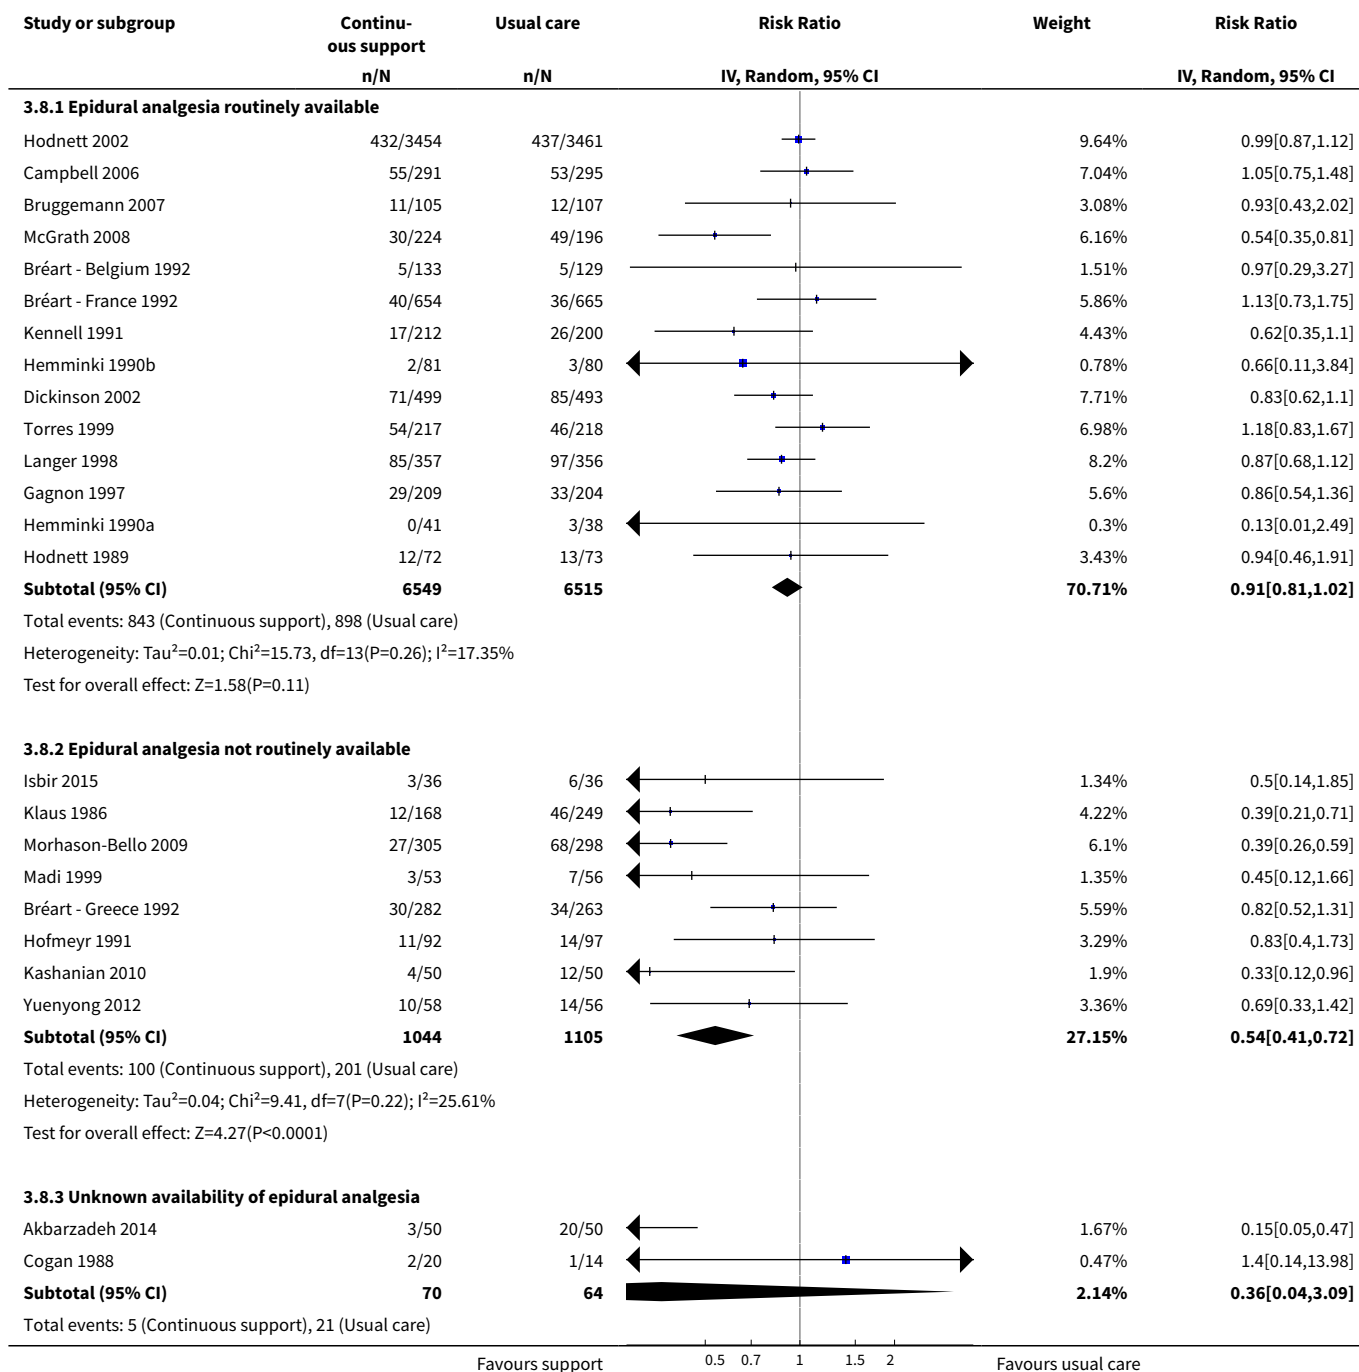 Study or subgroup Continu- Usual care Risk Ratio Weight Risk Ratio
ous support
n/N n/N IV, Random, 95% CI IV, Random, 95% CI
3.8.1 Epidural analgesia routinely available
Hodnett 2002 432/3454 437/3461 9.64% 0.99[0.87,1.12]
Campbell 2006 55/291 53/295 7.04% 1.05[0.75,1.48]
Bruggemann 2007 11/105 12/107 3.08% 0.93[0.43,2.02]
McGrath 2008 30/224 49/196 6.16% 0.54[0.35,0.81]
Bréart - Belgium 1992 5/133 5/129 1.51% 0.97[0.29,3.27]
Bréart - France 1992 40/654 36/665 5.86% 1.13[0.73,1.75]
Kennell 1991 17/212 26/200 4.43% 0.62[0.35,1.1]
Hemminki 1990b 2/81 3/80 0.78% 0.66[0.11,3.84]
Dickinson 2002 71/499 85/493 7.71% 0.83[0.62,1.1]
Torres 1999 54/217 46/218 6.98% 1.18[0.83,1.67]
Langer 1998 85/357 97/356 8.2% 0.87[0.68,1.12]
Gagnon 1997 29/209 33/204 5.6% 0.86[0.54,1.36]
Hemminki 1990a 0/41 3/38 0.3% 0.13[0.01,2.49]
Hodnett 1989 12/72 13/73 3.43% 0.94[0.46,1.91]
Subtotal (95% CI) 6549 6515 70.71% 0.91[0.81,1.02]
Total events: 843 (Continuous support), 898 (Usual care)
Heterogeneity: Tau²=0.01; Chi²=15.73, df=13(P=0.26); I²=17.35%
Test for overall effect: Z=1.58(P=0.11)
3.8.2 Epidural analgesia not routinely available
Isbir 2015 3/36 6/36 1.34% 0.5[0.14,1.85]
Klaus 1986 12/168 46/249 4.22% 0.39[0.21,0.71]
Morhason-Bello 2009 27/305 68/298 6.1% 0.39[0.26,0.59]
Madi 1999 3/53 7/56 1.35% 0.45[0.12,1.66]
Bréart - Greece 1992 30/282 34/263 5.59% 0.82[0.52,1.31]
Hofmeyr 1991 11/92 14/97 3.29% 0.83[0.4,1.73]
Kashanian 2010 4/50 12/50 1.9% 0.33[0.12,0.96]
Yuenyong 2012 10/58 14/56 3.36% 0.69[0.33,1.42]
Subtotal (95% CI) 1044 1105 27.15% 0.54[0.41,0.72]
Total events: 100 (Continuous support), 201 (Usual care)
Heterogeneity: Tau²=0.04; Chi²=9.41, df=7(P=0.22); I²=25.61%
Test for overall effect: Z=4.27(P<0.0001)
3.8.3 Unknown availability of epidural analgesia
Akbarzadeh 2014 3/50 20/50 1.67% 0.15[0.05,0.47]
Cogan 1988 2/20 1/14 0.47% 1.4[0.14,13.98]
Subtotal (95% CI) 70 64 2.14% 0.36[0.04,3.09]
Total events: 5 (Continuous support), 21 (Usual care)
Favours support 0.5 0.7 1 1.5 2 Favours usual care